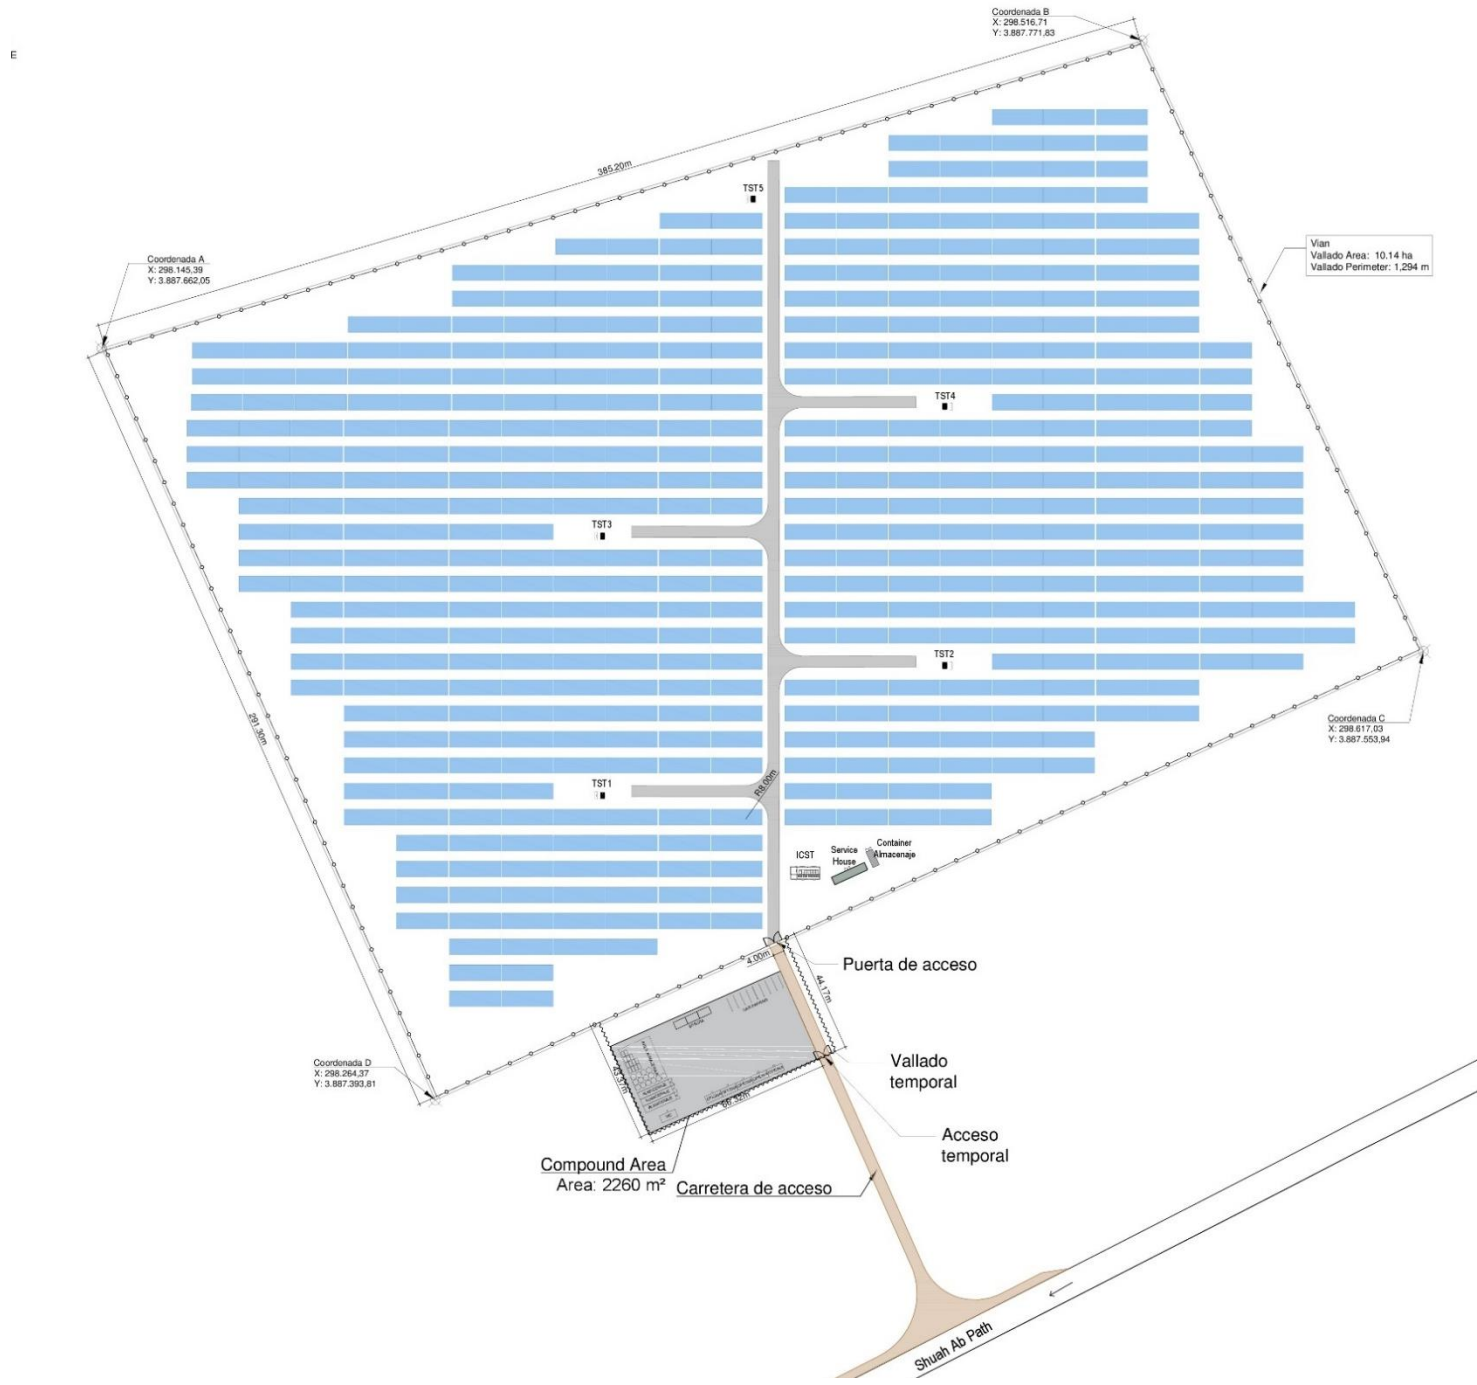 Coordenada B
X: 298.516,71
Y: 3.887.771,83
E
385.20m
TST5
Coordenada A
X: 298.145,39
Y: 3.887.662,05
Vian
Vallado Area: 10.14 ha
Vallado Perimeter: 1,294 m
TST4
TST3
TST2
291.30m
Coordenada C
X: 298.617,03
Y: 3.887.553,94
TST1
R8.00m
ICST
Service
House
Container
Almacenaje
4.00m
Puerta de acceso
44.17m
Coordenada D
X: 298.264,37
Y: 3.887.393,81
43.37m
66.32m
Vallado
temporal
Acceso
temporal
Compound Area
Area: 2260 m²
Carretera de acceso
Shuah Ab Path